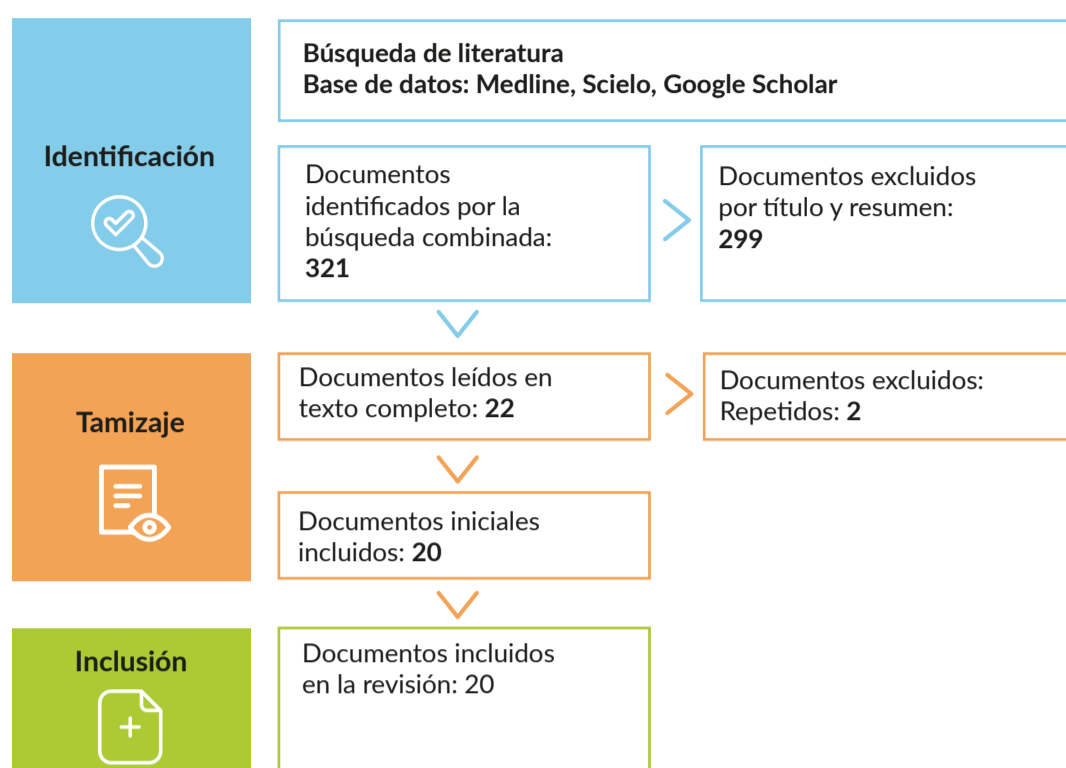 Búsqueda de literatura
Base de datos: Medline, Scielo, Google Scholar
Identificación
Documentos
identificados por la
búsqueda combinada:
321
Documentos excluidos
por título y resumen:
299
Tamizaje
Documentos leídos en
texto completo: 22
Documentos excluidos:
Repetidos: 2
Documentos iniciales
incluidos: 20
Inclusión
Documentos incluidos
en la revisión: 20